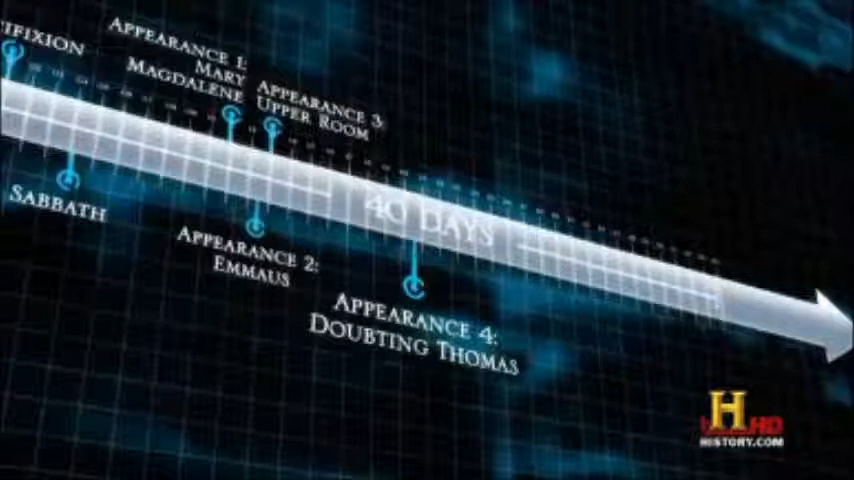 IFIXION
APPEARANCE 1:
MARY
MAGDALENE
APPEARANCE 3:
UPPER ROOM
40 DAYS
SABBATH
APPEARANCE 2:
EMMAUS
APPEARANCE 4:
DOUBTING THOMAS
H
HD
HISTORY.COM